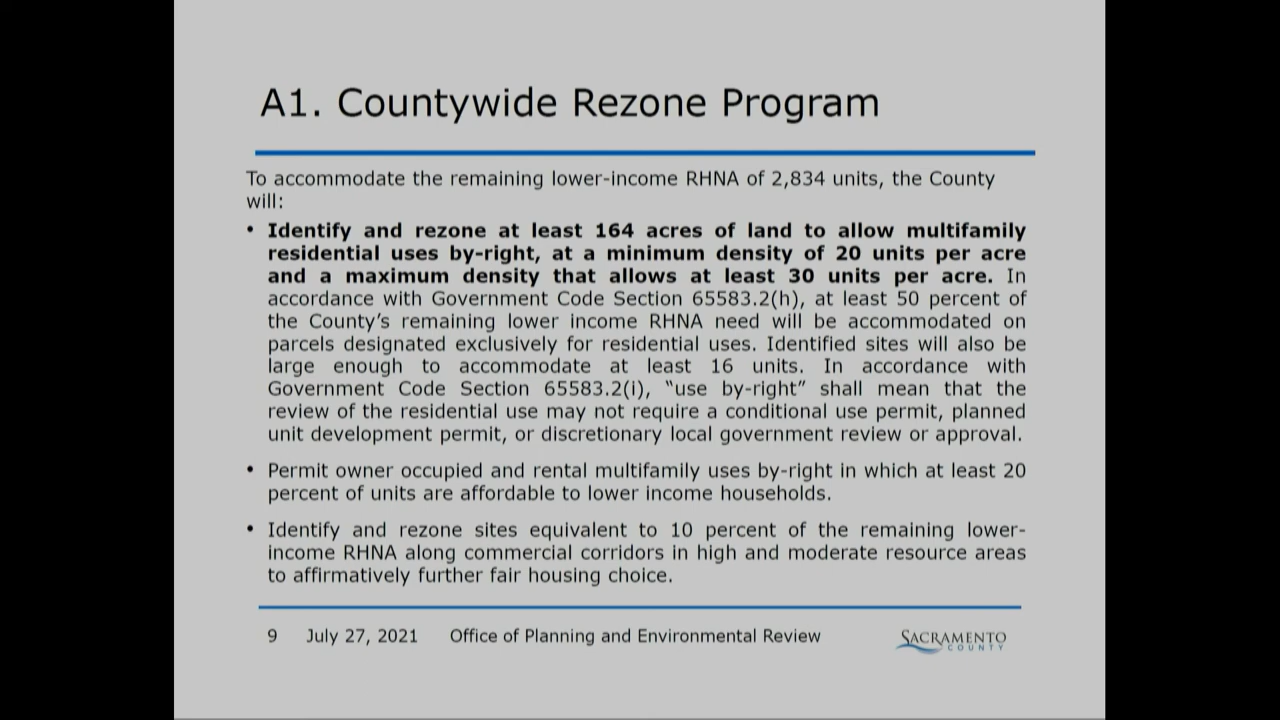 A1. Countywide Rezone Program
To accommodate the remaining lower-income RHNA of 2,834 units, the County
will:
• Identify and rezone at least 164 acres of land to allow multifamily
residential uses by-right, at a minimum density of 20 units per acre
and a maximum density that allows at least 30 units per acre. In
accordance with Government Code Section 65583.2(h), at least 50 percent of
the County's remaining lower income RHNA need will be accommodated on
parcels designated exclusively for residential uses. Identified sites will also be
large enough to accommodate at least 16 units. In accordance with
Government Code Section 65583.2(i), “use by-right” shall mean that the
review of the residential use may not require a conditional use permit, planned
unit development permit, or discretionary local government review or approval.
• Permit owner occupied and rental multifamily uses by-right in which at least 20
percent of units are affordable to lower income households.
• Identify and rezone sites equivalent to 10 percent of the remaining lower-
income RHNA along commercial corridors in high and moderate resource areas
to affirmatively further fair housing choice.
9 July 27, 2021 Office of Planning and Environmental Review
SACRAMENTO
COUNTY